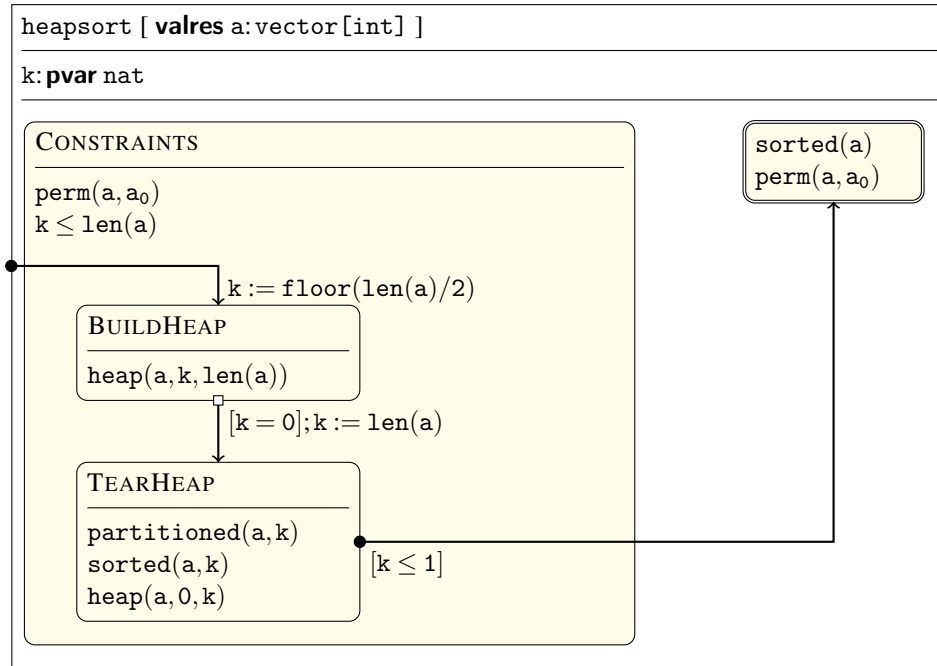 heapsort [ valres a:vector[int] ]
k:pvar nat
CONSTRAINTS
perm(a,a₀)
k ≤ len(a)
sorted(a)
perm(a,a₀)
k := floor(len(a)/2)
BUILDHEAP
heap(a,k,len(a))
[k = 0];k := len(a)
TEARHEAP
partitioned(a,k)
sorted(a,k)
heap(a,0,k)
[k ≤ 1]